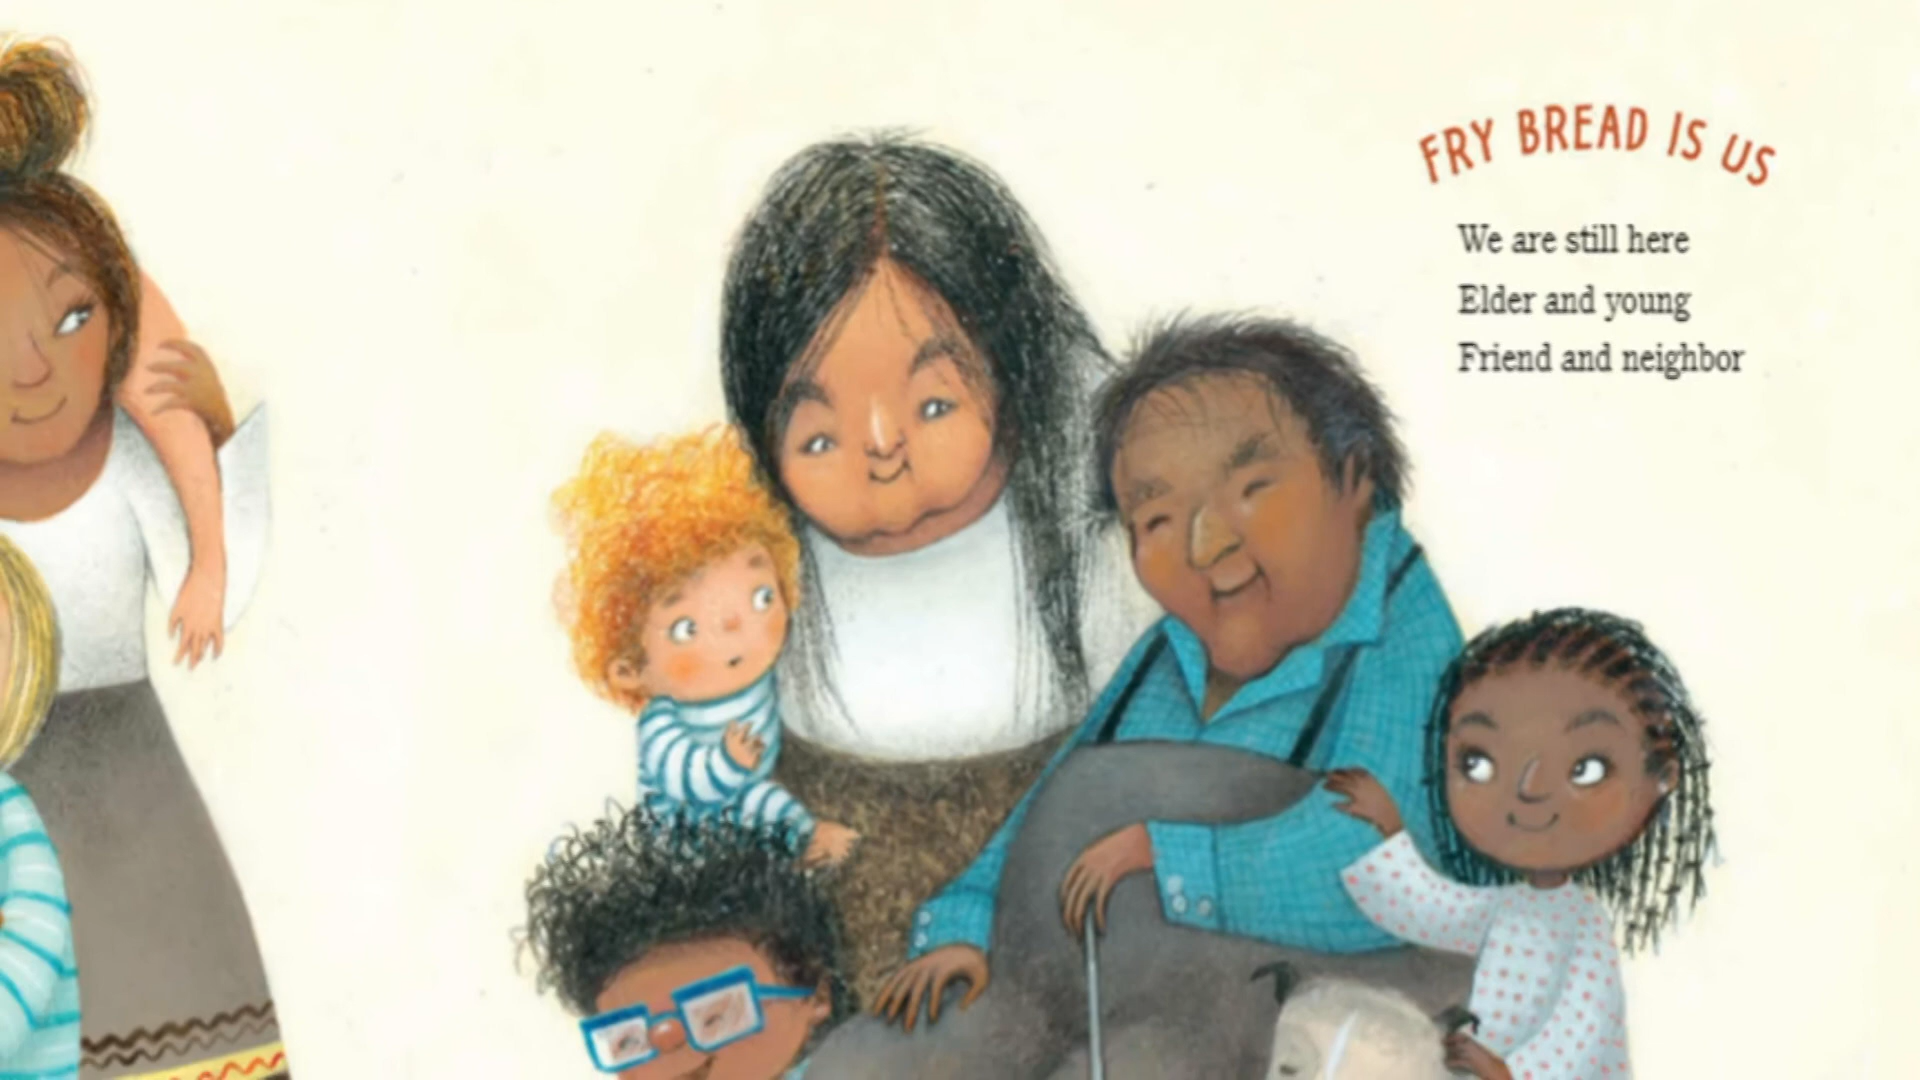 FRY BREAD IS US
We are still here
Elder and young
Friend and neighbor